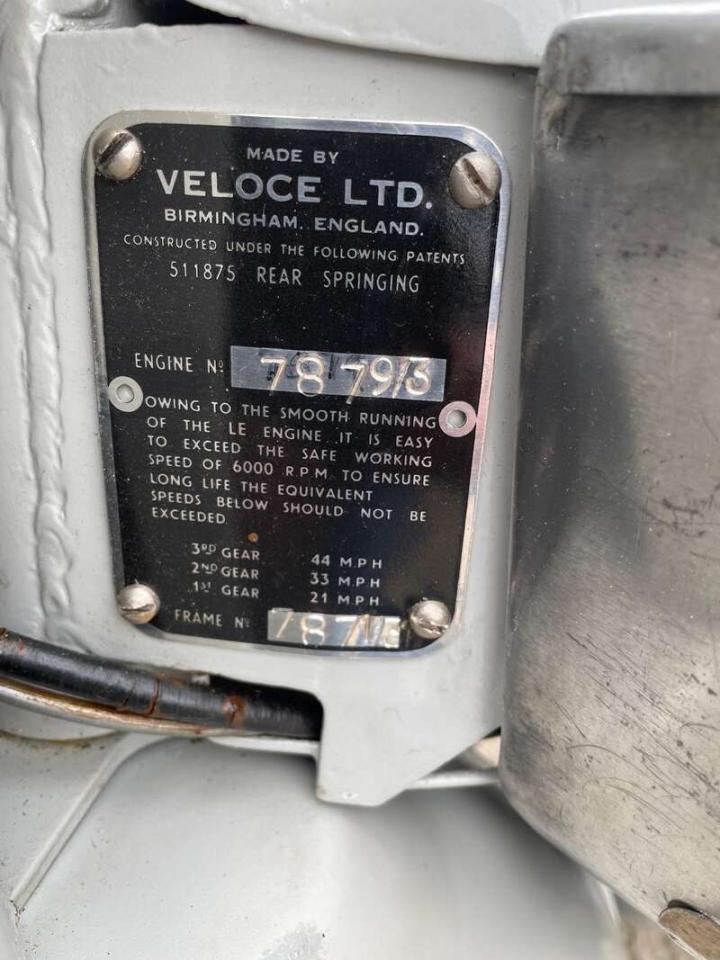 MADE BY
VELOCE LTD.
BIRMINGHAM. ENGLAND.
CONSTRUCTED UNDER THE FOLLOWING PATENTS
511875 REAR SPRINGING
ENGINE Nº 78793
OWING TO THE SMOOTH RUNNING
OF THE LE ENGINE IT IS EASY
TO EXCEED THE SAFE WORKING
SPEED OF 6000 R.P.M. TO ENSURE
LONG LIFE THE EQUIVALENT
SPEEDS BELOW SHOULD NOT BE
EXCEEDED
3RD GEAR 44 M.P.H
2ND GEAR 33 M.P.H
1ST GEAR 21 M.P.H
FRAME Nº